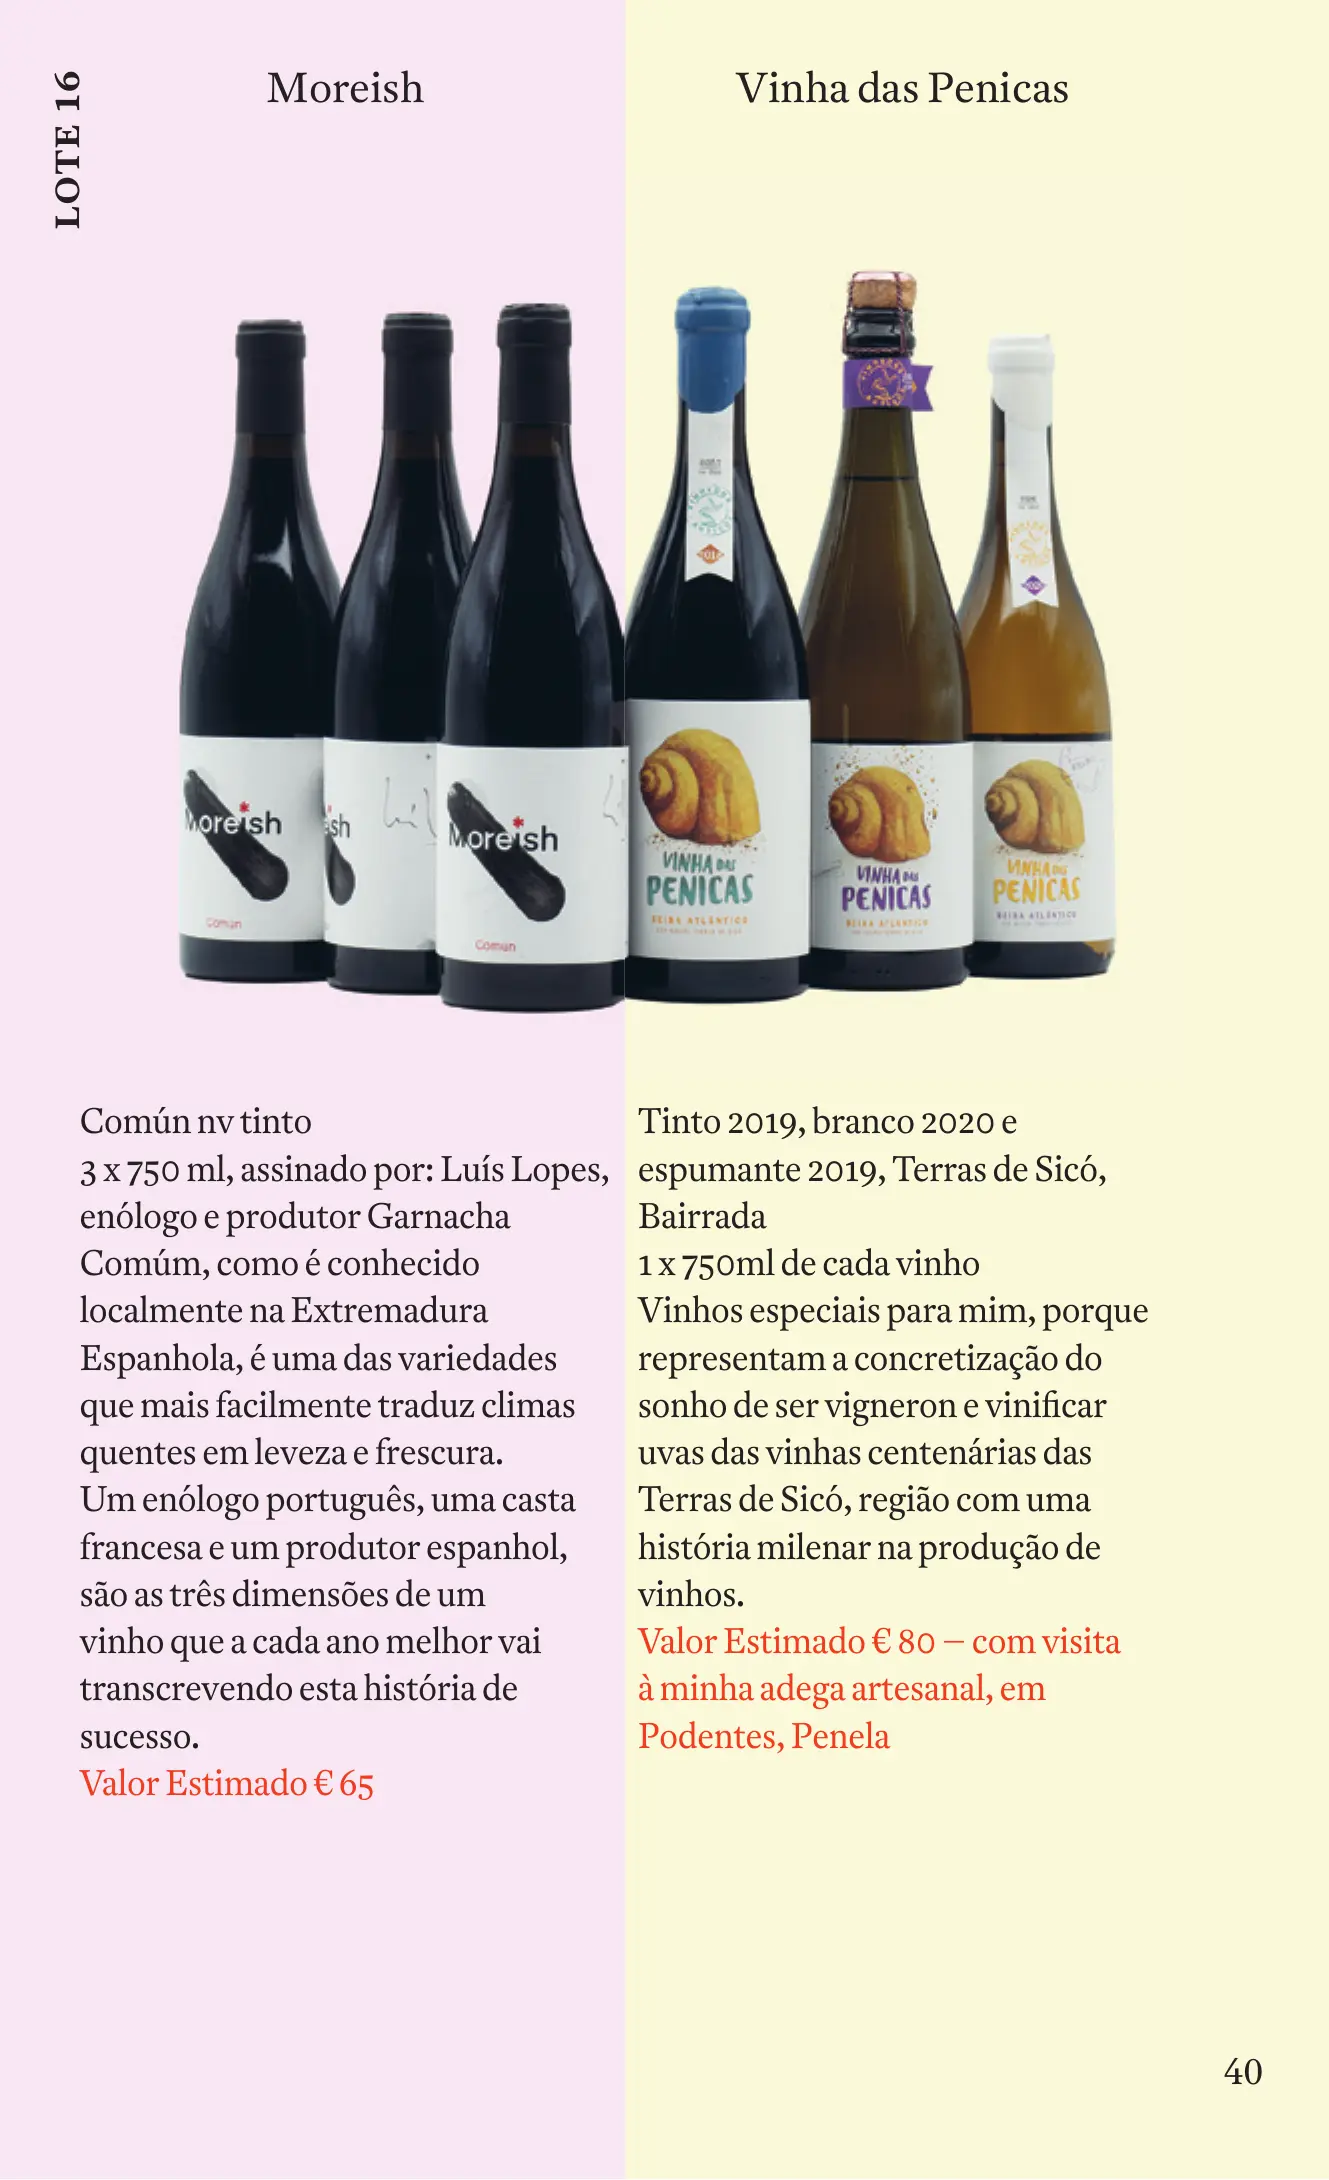 LOTE 16
Moreish
Vinha das Penicas
Moreish
Común
ish
Moreish
Común
VINHA DAS
PENICAS
BEIRA ATLÂNTICO
VINHA DAS
PENICAS
BEIRA ATLÂNTICO
VINHA DAS
PENICAS
BEIRA ATLÂNTICO
Común nv tinto
3 x 750 ml, assinado por: Luís Lopes,
enólogo e produtor Garnacha
Comúm, como é conhecido
localmente na Extremadura
Espanhola, é uma das variedades
que mais facilmente traduz climas
quentes em leveza e frescura.
Um enólogo português, uma casta
francesa e um produtor espanhol,
são as três dimensões de um
vinho que a cada ano melhor vai
transcrevendo esta história de
sucesso.
Valor Estimado € 65
Tinto 2019, branco 2020 e
espumante 2019, Terras de Sicó,
Bairrada
1 x 750ml de cada vinho
Vinhos especiais para mim, porque
representam a concretização do
sonho de ser vigneron e vinificar
uvas das vinhas centenárias das
Terras de Sicó, região com uma
história milenar na produção de
vinhos.
Valor Estimado € 80 – com visita
à minha adega artesanal, em
Podentes, Penela
40